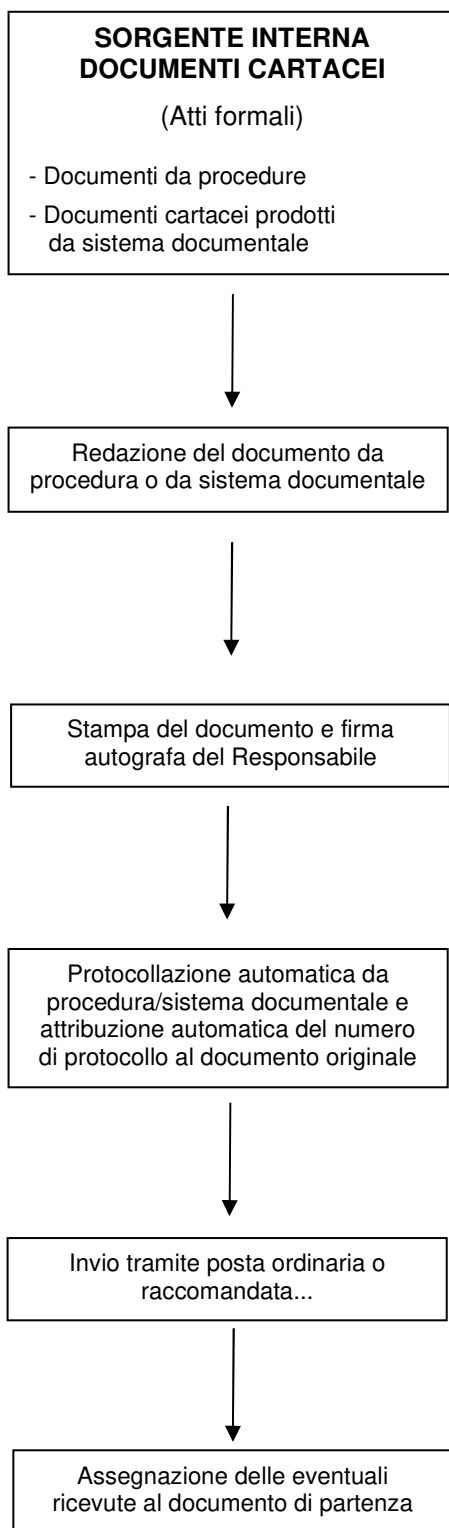 SORGENTE INTERNA
DOCUMENTI CARTACEI
(Atti formali)
- Documenti da procedure
- Documenti cartacei prodotti
da sistema documentale
Redazione del documento da
procedura o da sistema documentale
Stampa del documento e firma
autografa del Responsabile
Protocollazione automatica da
procedura/sistema documentale e
attribuzione automatica del numero
di protocollo al documento originale
Invio tramite posta ordinaria o
raccomandata...
Assegnazione delle eventuali
ricevute al documento di partenza